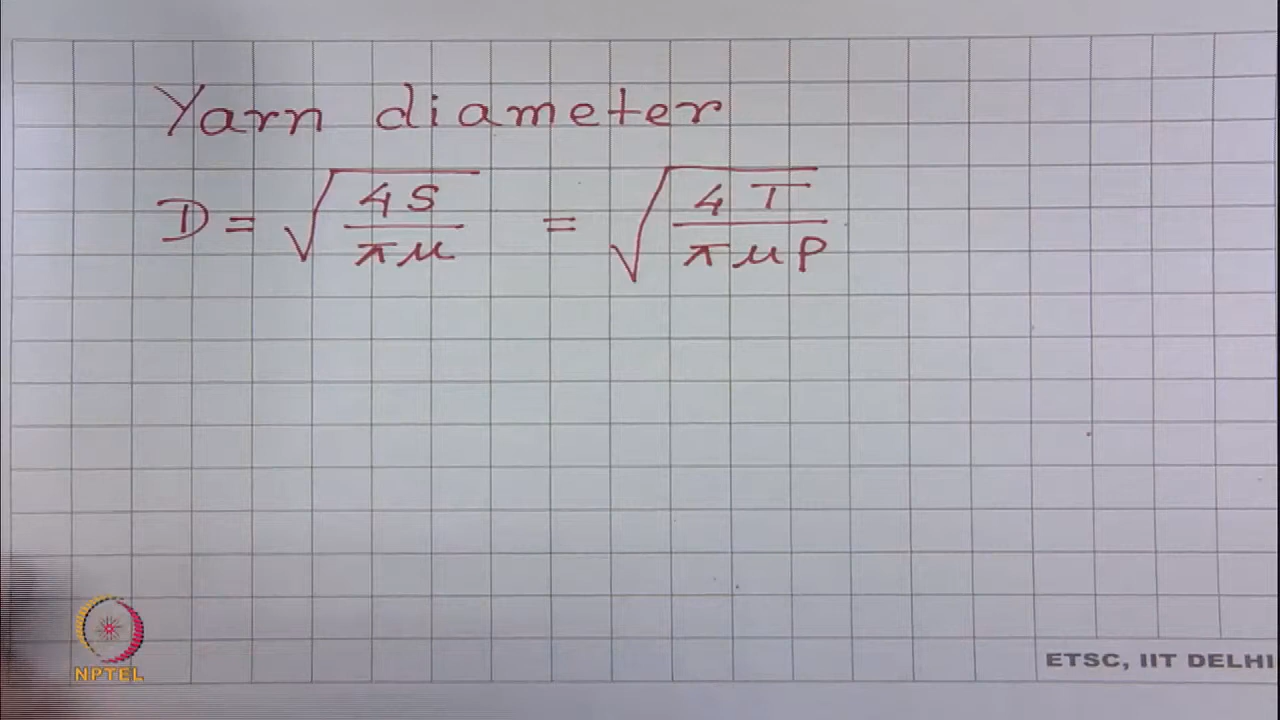 Yarn diameter
D = √(4S / πμ) = √(4T / πμρ)
NPTEL
ETSC, IIT DELHI